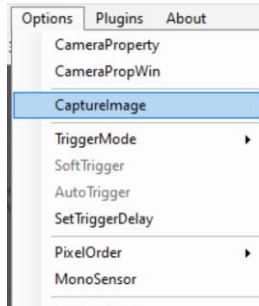 Options Plugins About
CameraProperty
CameraPropWin
CaptureImage
TriggerMode
SoftTrigger
AutoTrigger
SetTriggerDelay
PixelOrder
MonoSensor